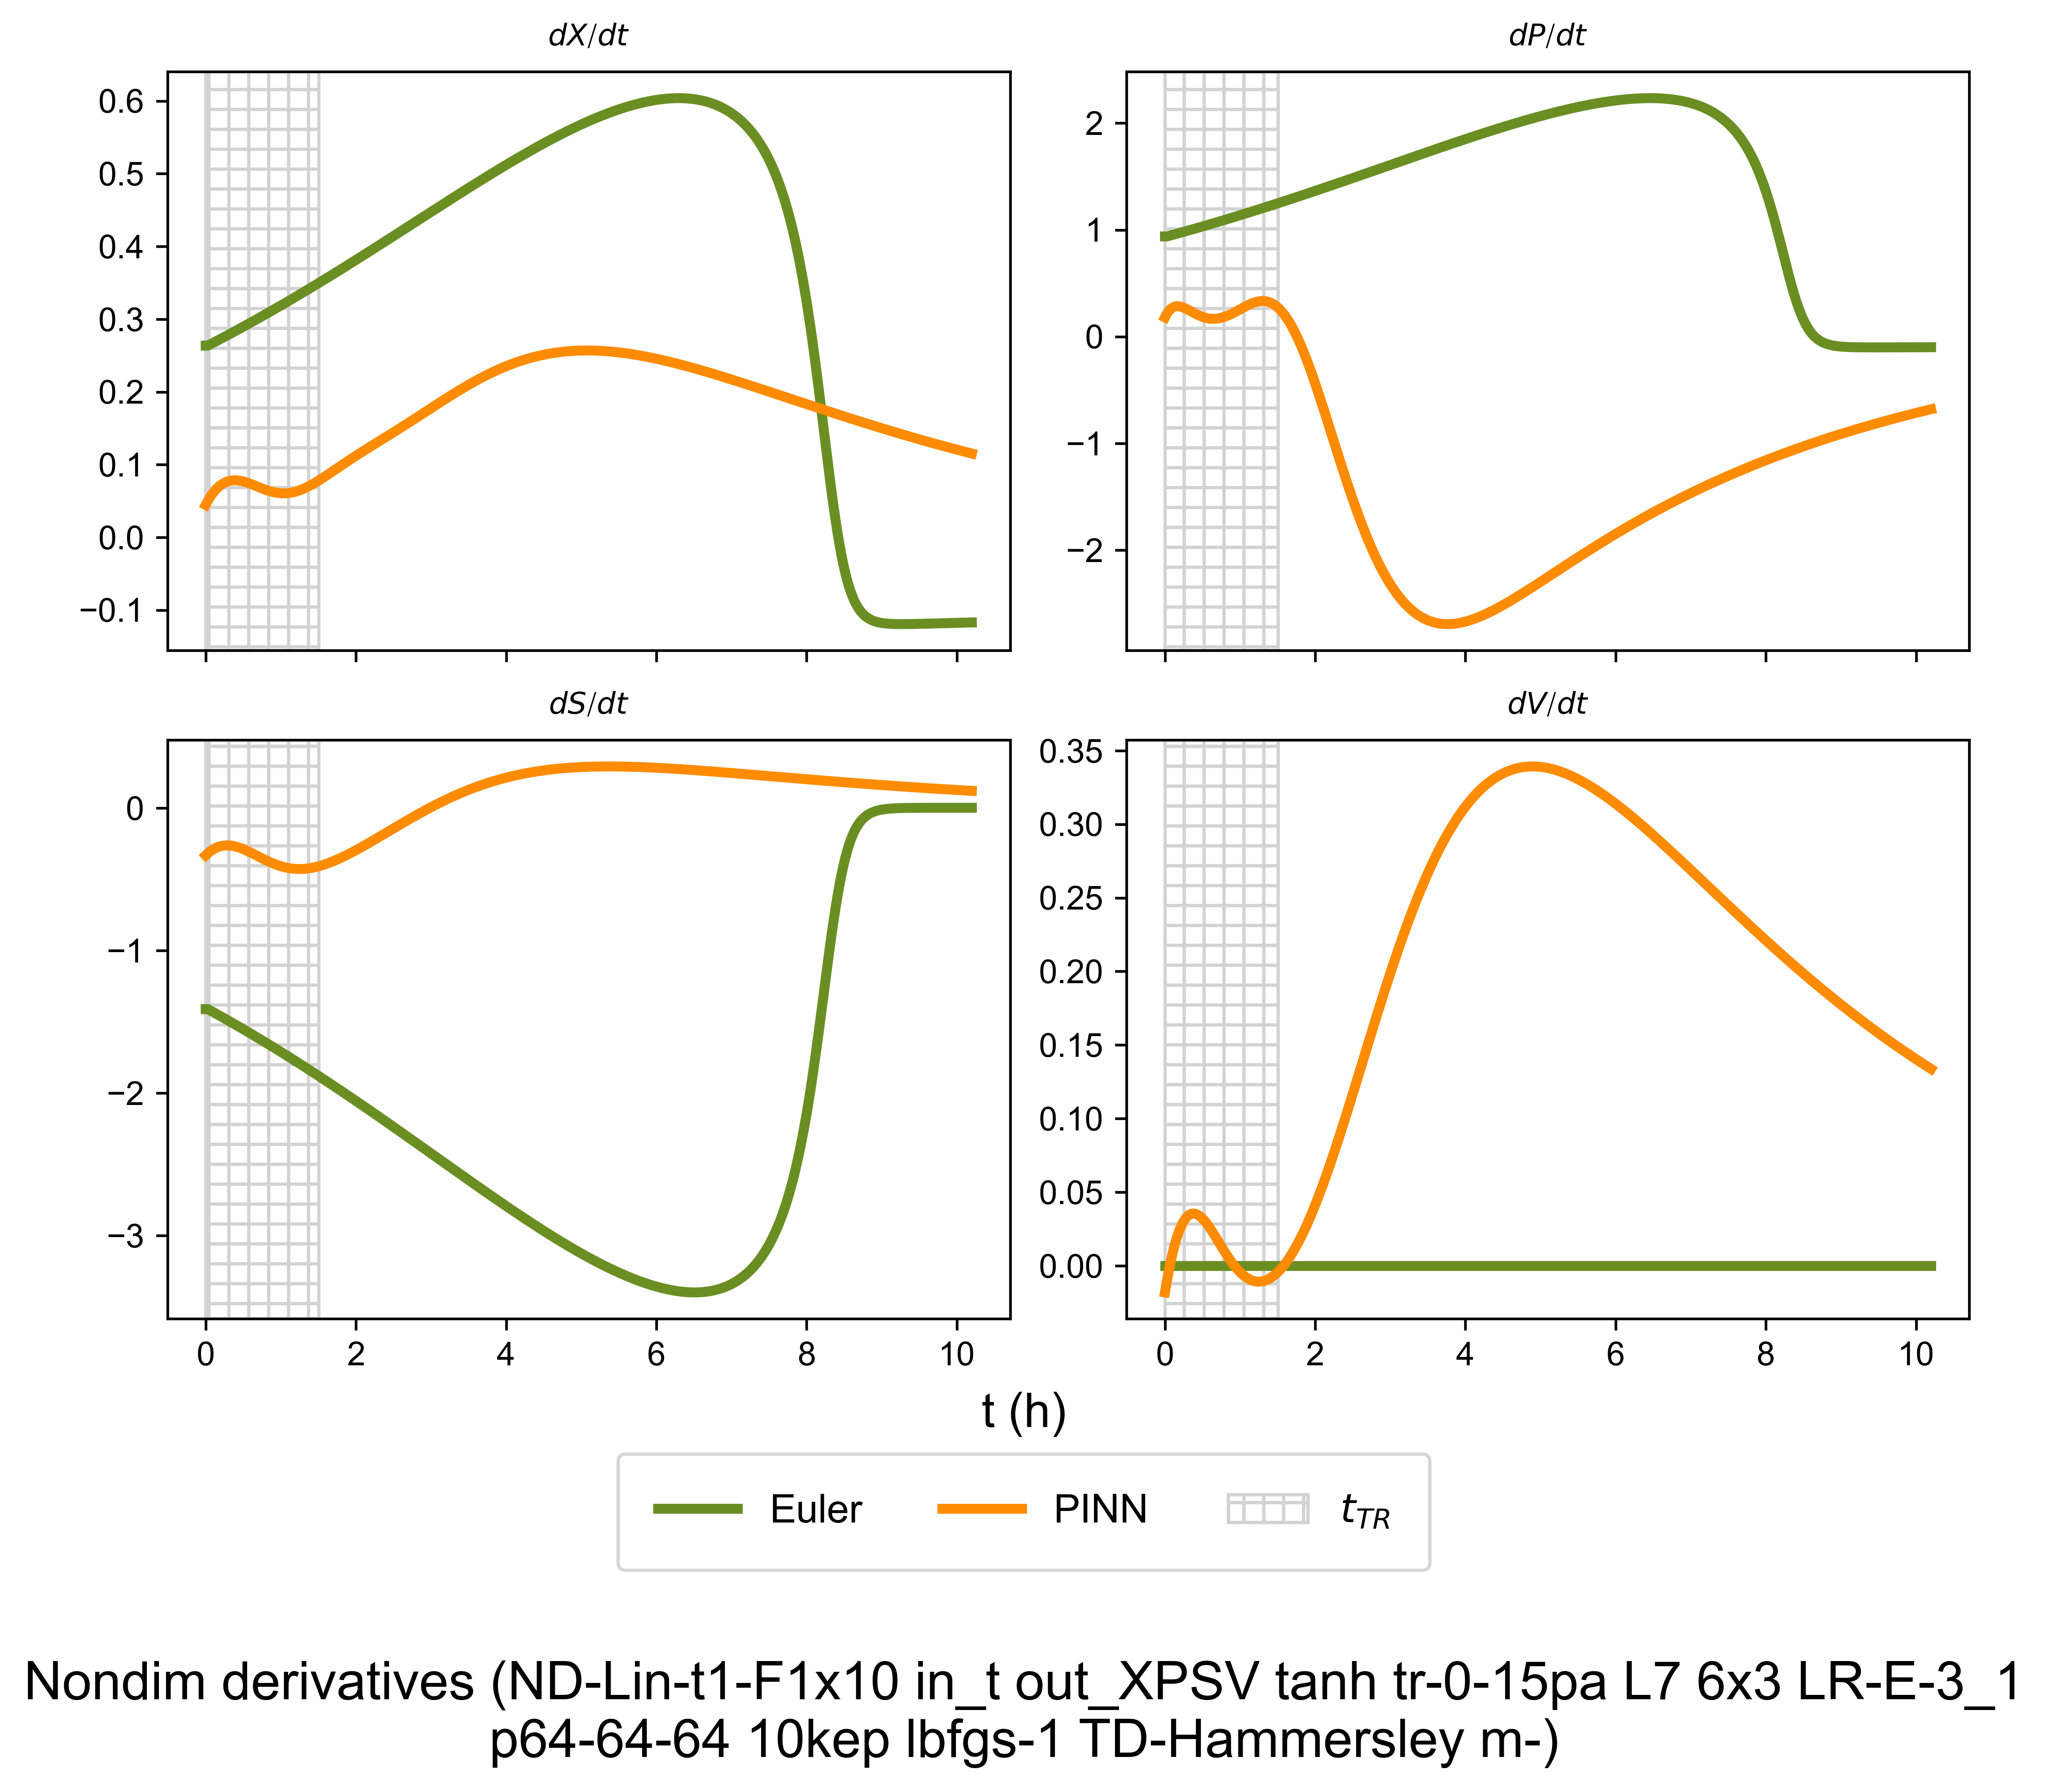 dX/dt
dP/dt
0.6
0.5
0.4
0.3
0.2
0.1
0.0
−0.1
2
1
0
−1
−2
dS/dt
dV/dt
0
−1
−2
−3
0.35
0.30
0.25
0.20
0.15
0.10
0.05
0.00
0 2 4 6 8 10
0 2 4 6 8 10
t (h)
Euler PINN t_TR
Nondim derivatives (ND-Lin-t1-F1x10 in_t out_XPSV tanh tr-0-15pa L7 6x3 LR-E-3_1
p64-64-64 10kep lbfgs-1 TD-Hammersley m-)